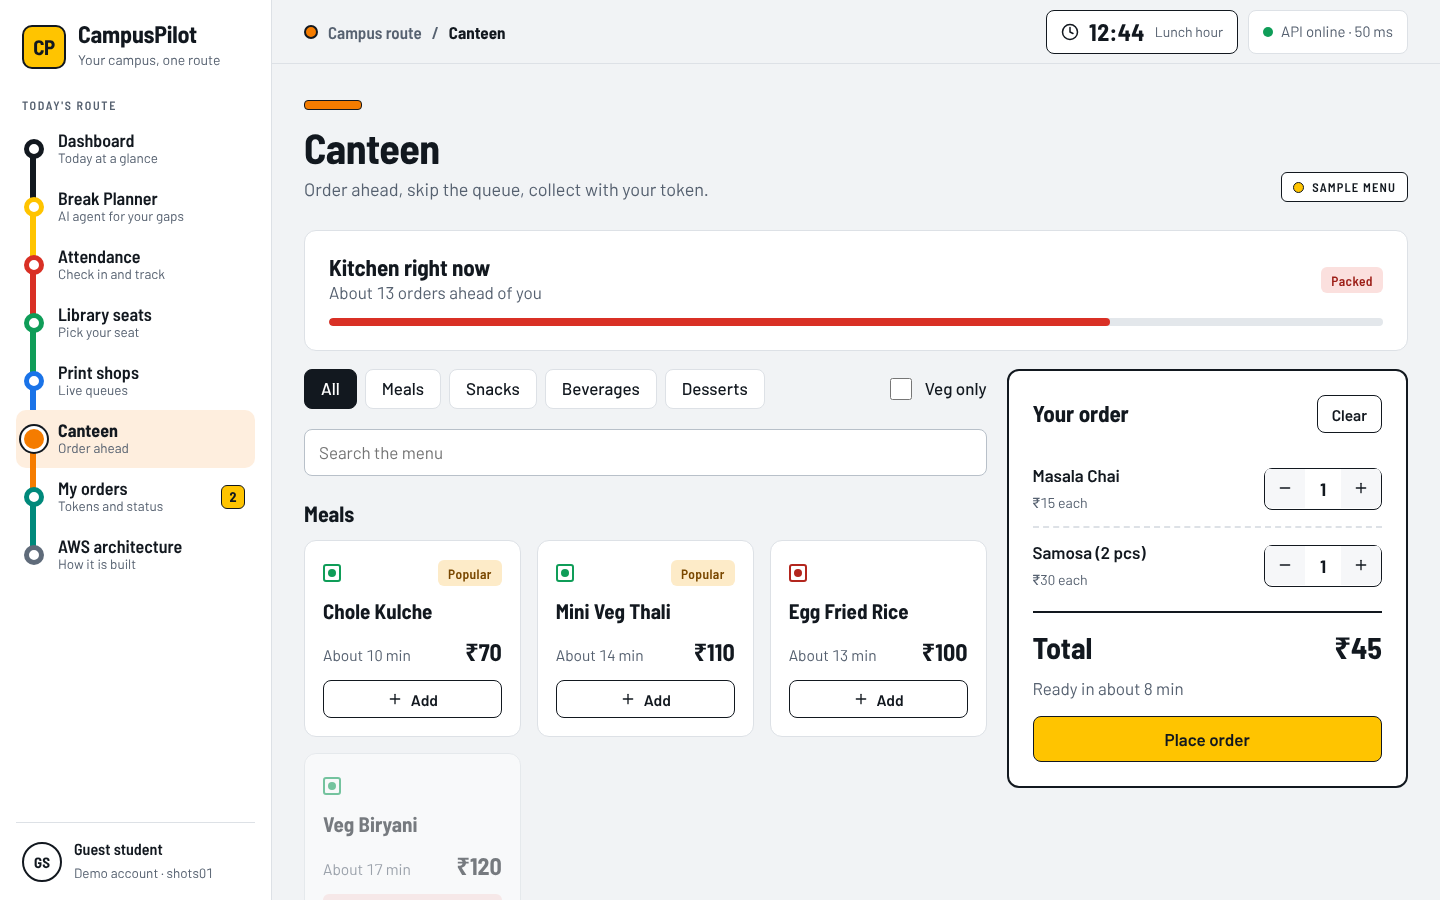 CP
CampusPilot
Your campus, one route
TODAY'S ROUTE
Dashboard
Today at a glance
Break Planner
AI agent for your gaps
Attendance
Check in and track
Library seats
Pick your seat
Print shops
Live queues
Canteen
Order ahead
My orders
Tokens and status
2
AWS architecture
How it is built
GS
Guest student
Demo account · shots01
Campus route / Canteen
12:44 Lunch hour
API online · 50 ms
Canteen
Order ahead, skip the queue, collect with your token.
SAMPLE MENU
Kitchen right now
About 13 orders ahead of you
Packed
All
Meals
Snacks
Beverages
Desserts
Veg only
Search the menu
Meals
Popular
Chole Kulche
About 10 min ₹70
+ Add
Popular
Mini Veg Thali
About 14 min ₹110
+ Add
Egg Fried Rice
About 13 min ₹100
+ Add
Veg Biryani
About 17 min ₹120
Your order
Clear
Masala Chai
₹15 each
− 1 +
Samosa (2 pcs)
₹30 each
− 1 +
Total ₹45
Ready in about 8 min
Place order